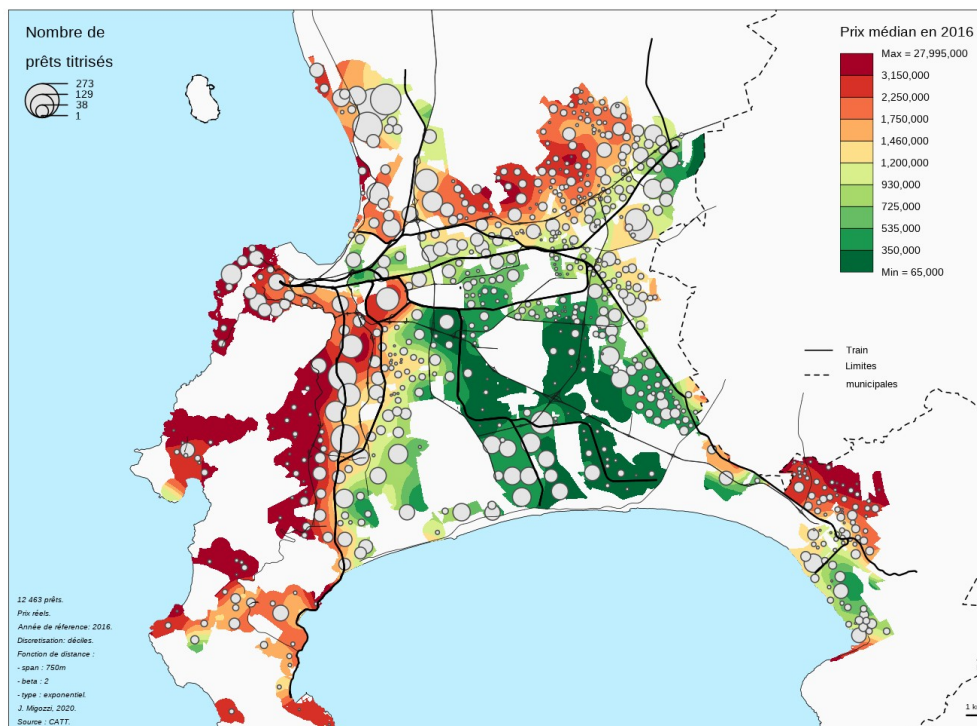 Nombre de
prêts titrisés
273
129
38
1
Prix médian en 2016
Max = 27,995,000
3,150,000
2,250,000
1,750,000
1,460,000
1,200,000
930,000
725,000
535,000
350,000
Min = 65,000
Train
Limites
municipales
12 463 prêts.
Prix réels.
Année de réference: 2016.
Discretisation: déciles.
Fonction de distance :
- span : 750m
- beta : 2
- type : exponentiel.
J. Migozzi, 2020.
Source : CATT.